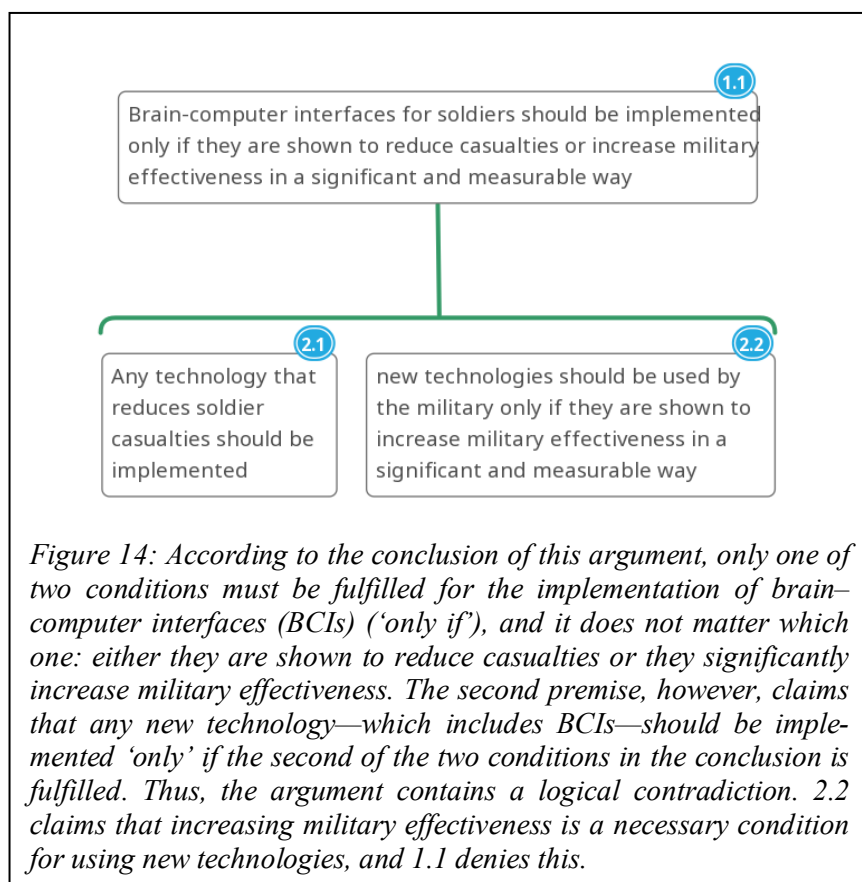 1.1
Brain-computer interfaces for soldiers should be implemented
only if they are shown to reduce casualties or increase military
effectiveness in a significant and measurable way
2.1
Any technology that
reduces soldier
casualties should be
implemented
2.2
new technologies should be used by
the military only if they are shown to
increase military effectiveness in a
significant and measurable way
Figure 14: According to the conclusion of this argument, only one of
two conditions must be fulfilled for the implementation of brain–
computer interfaces (BCIs) (‘only if’), and it does not matter which
one: either they are shown to reduce casualties or they significantly
increase military effectiveness. The second premise, however, claims
that any new technology—which includes BCIs—should be imple-
mented ‘only’ if the second of the two conditions in the conclusion is
fulfilled. Thus, the argument contains a logical contradiction. 2.2
claims that increasing military effectiveness is a necessary condition
for using new technologies, and 1.1 denies this.